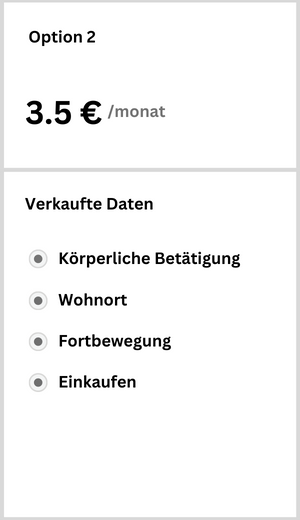 Option 2
3.5 € /monat
Verkaufte Daten
Körperliche Betätigung
Wohnort
Fortbewegung
Einkaufen